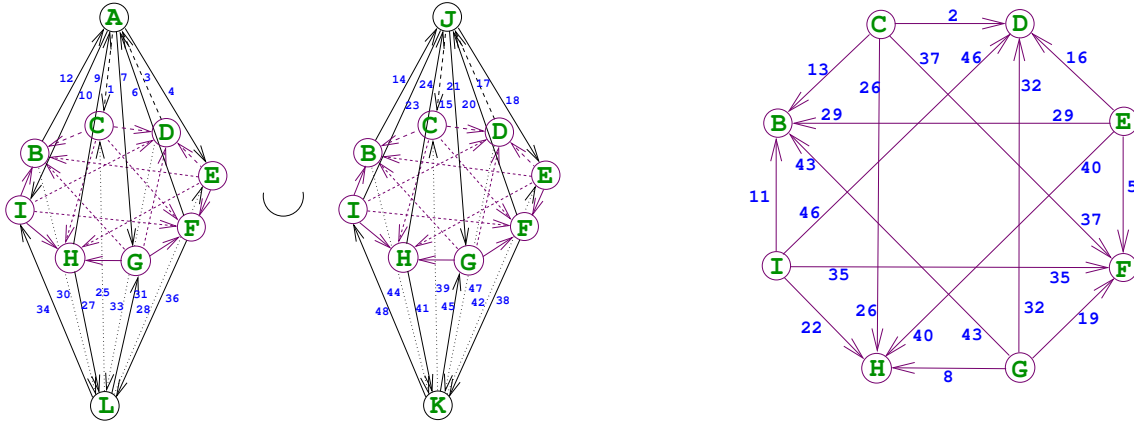 A J C 2 D
12 9 7 3 14 24 21 17 37 46 16
10 1 6 4 23 15 20 18 13 26 32
C D C D B 29 29 E
B E B E 43 40
I F I F 11 46 37 5
H G H G I 35 35 F
30 25 31 36 44 39 47 38 22 26 32 19
34 27 33 28 48 41 45 42 40 43
L K H 8 G